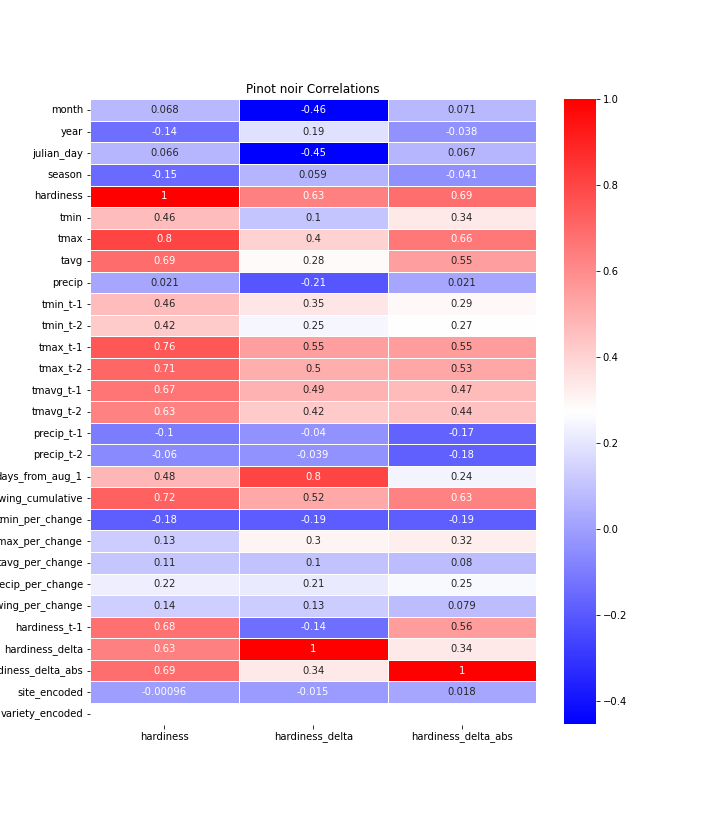 Pinot noir Correlations
month 0.068 -0.46 0.071
year -0.14 0.19 -0.038
julian_day 0.066 -0.45 0.067
season -0.15 0.059 -0.041
hardiness 1 0.63 0.69
tmin 0.46 0.1 0.34
tmax 0.8 0.4 0.66
tavg 0.69 0.28 0.55
precip 0.021 -0.21 0.021
tmin_t-1 0.46 0.35 0.29
tmin_t-2 0.42 0.25 0.27
tmax_t-1 0.76 0.55 0.55
tmax_t-2 0.71 0.5 0.53
tmavg_t-1 0.67 0.49 0.47
tmavg_t-2 0.63 0.42 0.44
precip_t-1 -0.1 -0.04 -0.17
precip_t-2 -0.06 -0.039 -0.18
days_from_aug_1 0.48 0.8 0.24
wing_cumulative 0.72 0.52 0.63
tmin_per_change -0.18 -0.19 -0.19
max_per_change 0.13 0.3 0.32
tavg_per_change 0.11 0.1 0.08
ecip_per_change 0.22 0.21 0.25
wing_per_change 0.14 0.13 0.079
hardiness_t-1 0.68 -0.14 0.56
hardiness_delta 0.63 1 0.34
diness_delta_abs 0.69 0.34 1
site_encoded -0.00096 -0.015 0.018
variety_encoded
hardiness hardiness_delta hardiness_delta_abs
1.0
0.8
0.6
0.4
0.2
0.0
−0.2
−0.4